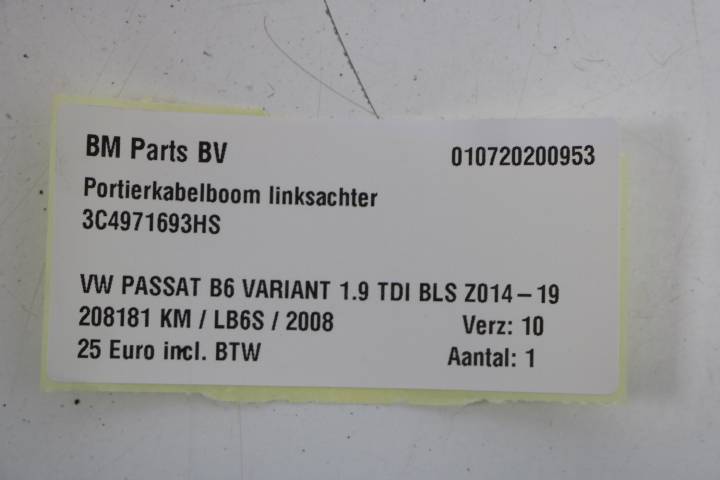 BM Parts BV 010720200953
Portierkabelboom linksachter
3C4971693HS
VW PASSAT B6 VARIANT 1.9 TDI BLS Z014-19
208181 KM / LB6S / 2008 Verz: 10
25 Euro incl. BTW Aantal: 1